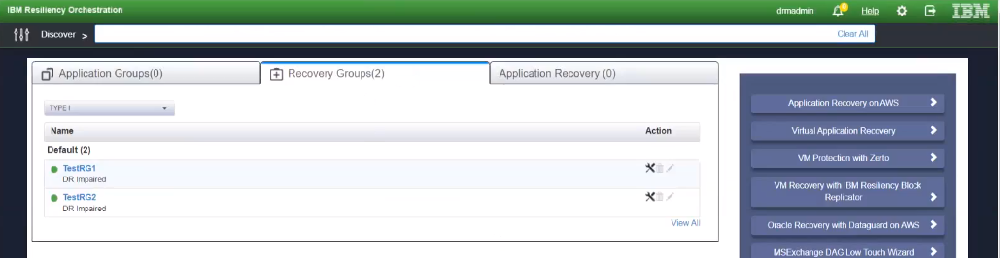 IBM Resiliency Orchestration
drmadmin
Help
IBM
Discover >
Clear All
Application Groups(0)
Recovery Groups(2)
Application Recovery (0)
Name
Action
Default (2)
TestRG1
DR Impaired
TestRG2
DR Impaired
View All
Application Recovery on AWS
Virtual Application Recovery
VM Protection with Zerto
VM Recovery with IBM Resiliency Block
Replicator
Oracle Recovery with Dataguard on AWS
MSExchange DAG Low Touch Wizard